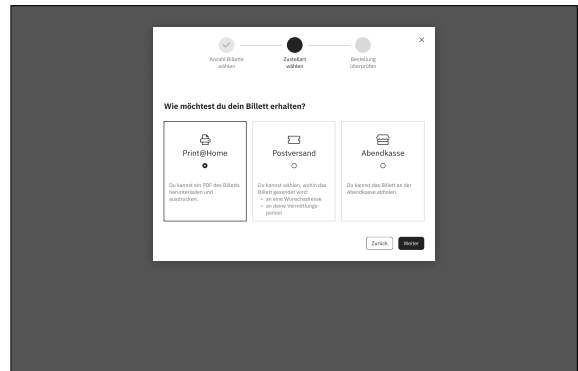 Anzahl Billette
wählen
Zustellart
wählen
Bestellung
überprüfen
Wie möchtest du dein Billett erhalten?
Print@Home
Du kannst ein PDF des Billetts
herunterladen und
ausdrucken.
Postversand
Du kannst wählen, wohin das
Billett gesendet wird:
• an eine Wunschadresse
• an deine Vermittlungs-
person
Abendkasse
Du kannst das Billett an der
Abendkasse abholen.
Zurück
Weiter